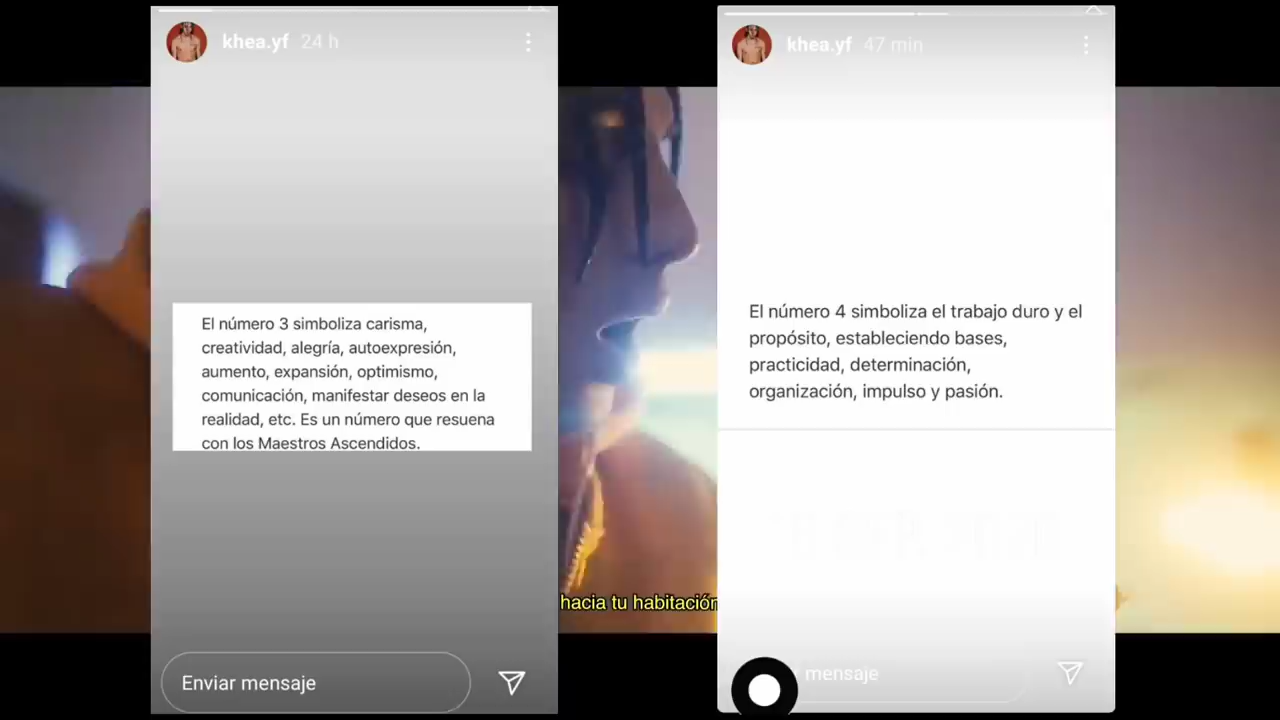 khea.yf 24 h
El número 3 simboliza carisma,
creatividad, alegría, autoexpresión,
aumento, expansión, optimismo,
comunicación, manifestar deseos en la
realidad, etc. Es un número que resuena
con los Maestros Ascendidos.
Enviar mensaje
hacia tu habitación
khea.yf 47 min
El número 4 simboliza el trabajo duro y el
propósito, estableciendo bases,
practicidad, determinación,
organización, impulso y pasión.
mensaje